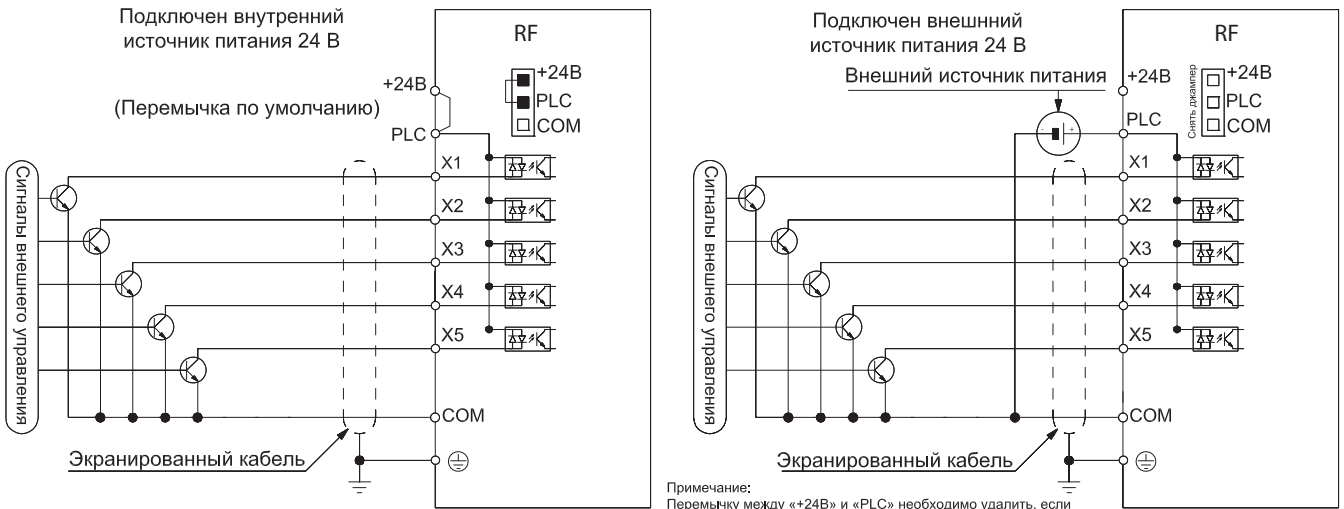 Подключен внутренний
источник питания 24 В
(Перемычка по умолчанию)
RF
+24В
PLC
COM
+24В
PLC
X1
X2
X3
X4
X5
COM
Сигналы внешнего управления
Экранированный кабель
Подключен внешнний
источник питания 24 В
Внешний источник питания
RF
Снять джампер
+24В
PLC
COM
+24В
PLC
- +
X1
X2
X3
X4
X5
COM
Сигналы внешнего управления
Экранированный кабель
Примечание:
Перемычку между «+24В» и «PLC» необходимо удалить, если